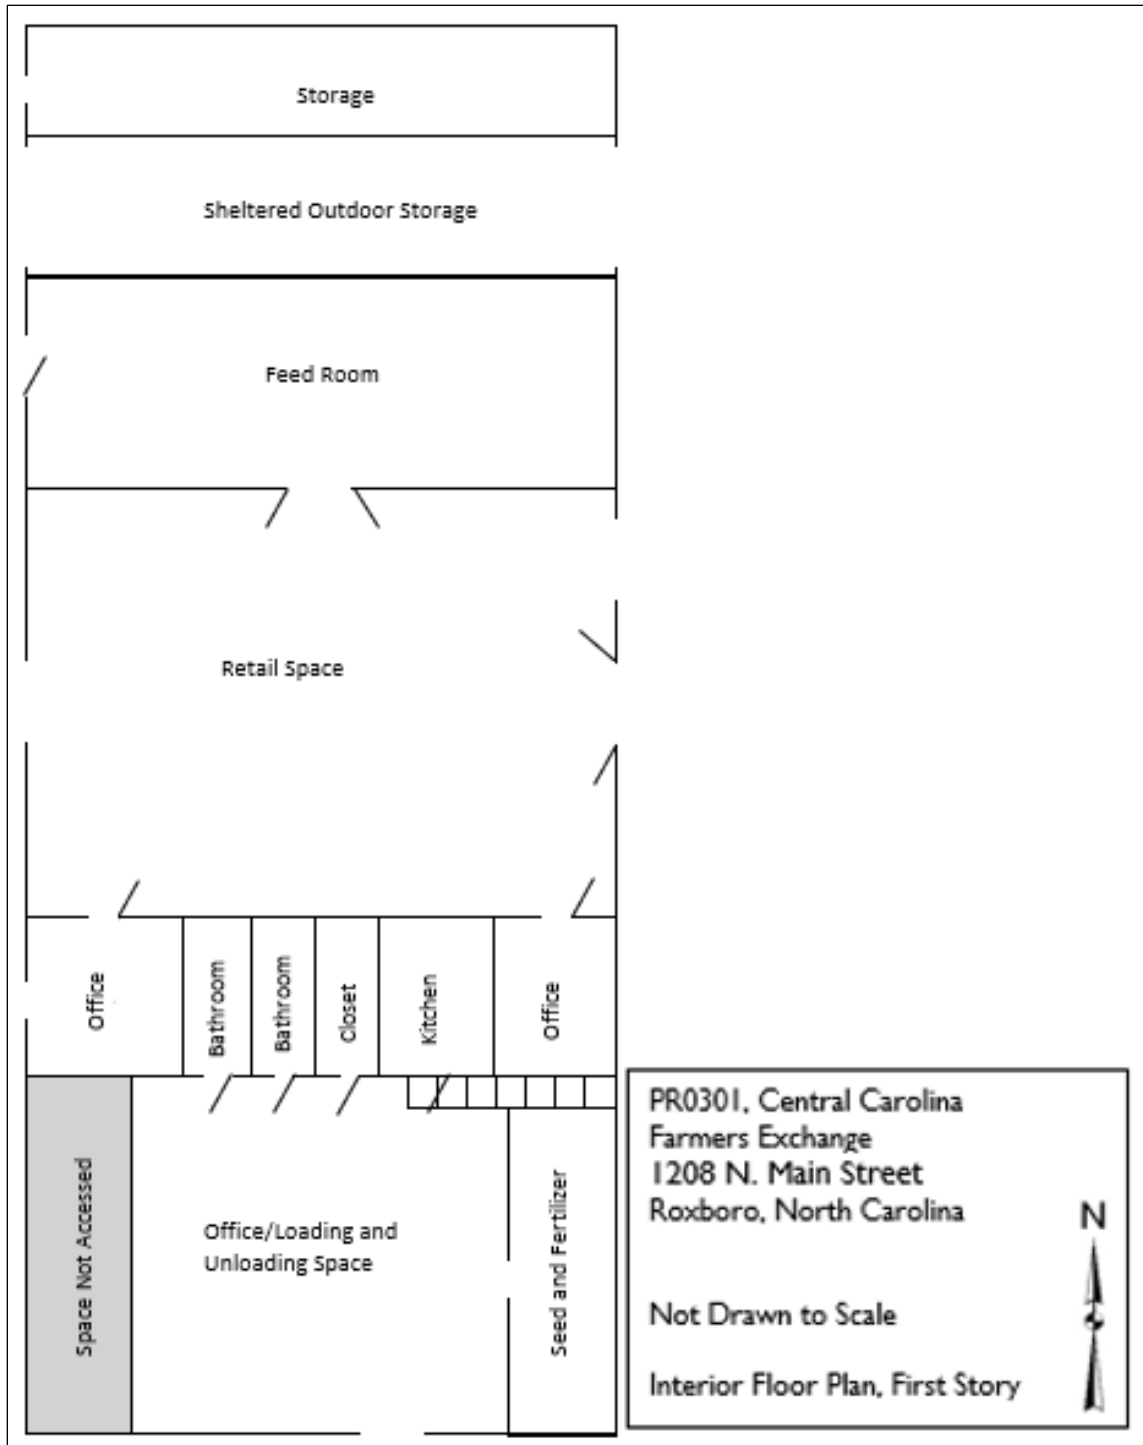 Storage
Sheltered Outdoor Storage
Feed Room
Retail Space
Office
Bathroom
Bathroom
Closet
Kitchen
Office
Space Not Accessed
Office/Loading and
Unloading Space
Seed and Fertilizer
PR0301, Central Carolina
Farmers Exchange
1208 N. Main Street
Roxboro, North Carolina
N
Not Drawn to Scale
Interior Floor Plan, First Story